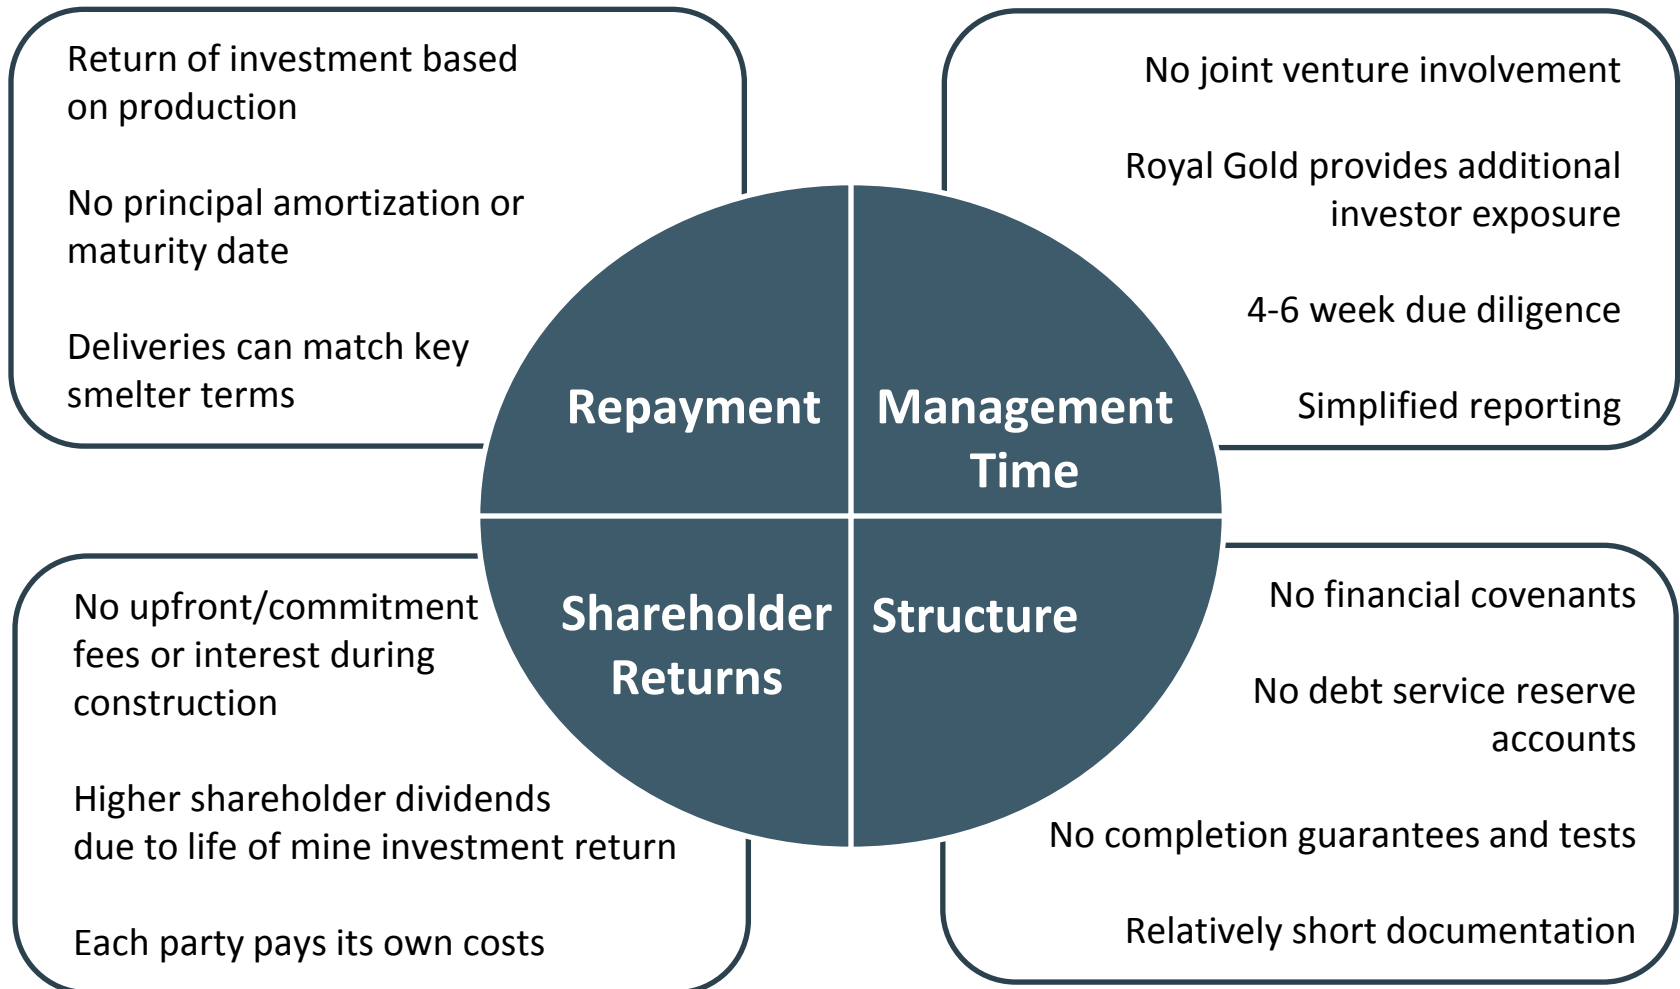 Return of investment based
on production
No principal amortization or
maturity date
Deliveries can match key
smelter terms
No joint venture involvement
Royal Gold provides additional
investor exposure
4-6 week due diligence
Simplified reporting
Repayment
Management
Time
Shareholder
Returns
Structure
No upfront/commitment
fees or interest during
construction
Higher shareholder dividends
due to life of mine investment return
Each party pays its own costs
No financial covenants
No debt service reserve
accounts
No completion guarantees and tests
Relatively short documentation